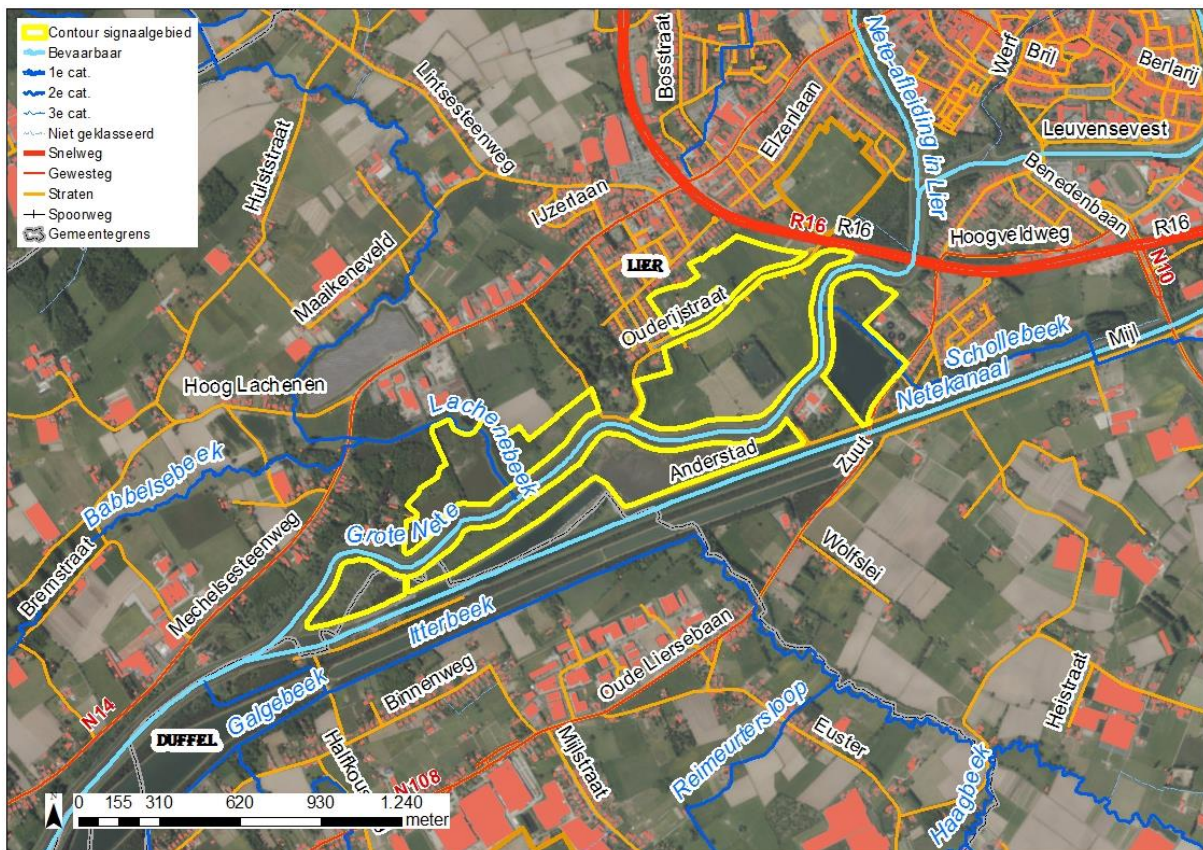 Contour signaalgebied
Bevaarbaar
1e cat.
2e cat.
3e cat.
Niet geklasseerd
Snelweg
Gewesteg
Straten
Spoorweg
Gemeentegrens
Bosstraat
Nete-afleiding in Lier
Werf
Bril
Berlarij
Lintsesteenweg
Elzenlaan
Leuvensevest
Hulststraat
IJzerlaan
Benedenbaan
R16
R16
Hoogveldweg
R16
N10
LIER
Maaikeneveld
Ouderijstraat
Schollebeek
Mijl
Netekanaal
Hoog Lachenen
Lachenebeek
Anderstad
Zuut
Babbelsebeek
Grote Nete
Bremstraat
Mechelsesteenweg
Wolfslei
Itterbeek
Oude Liersebaan
Binnenweg
Galgebeek
Heistraat
N14
DUFFEL
Reimeurtersloop
Euster
Mijlstraat
N108
Haagbeek
0 155 310 620 930 1.240
meter